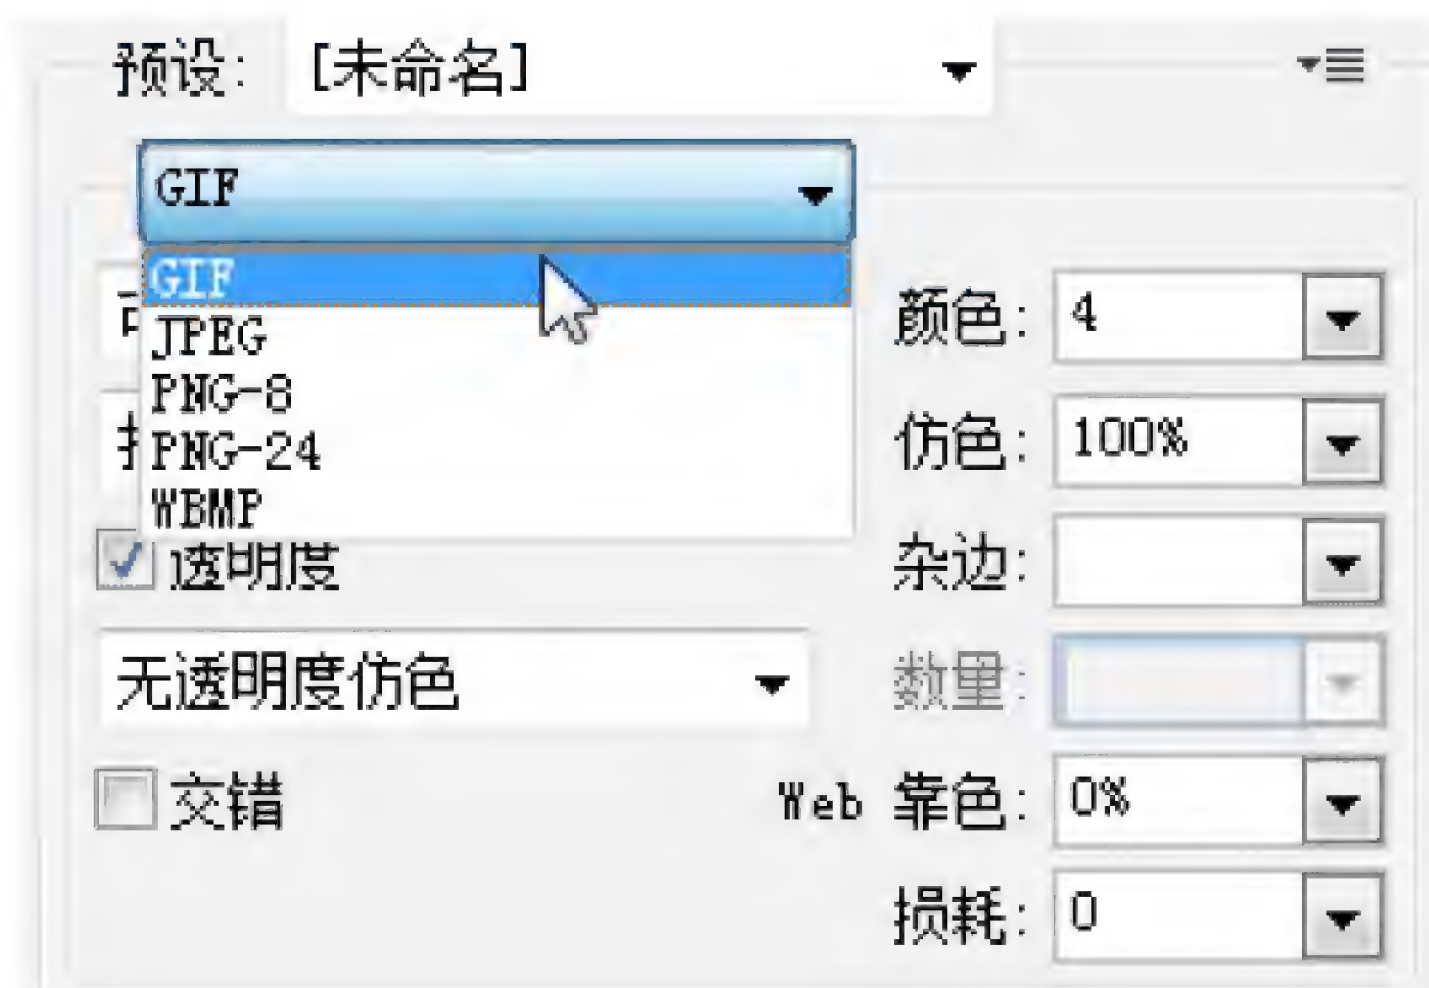 预设: [未命名]
GIF
GIF
JPEG
PNG-8
PNG-24
WBMP
颜色: 4
仿色: 100%
透明度
杂边:
无透明度仿色
数量:
交错
Web 靠色: 0%
损耗: 0